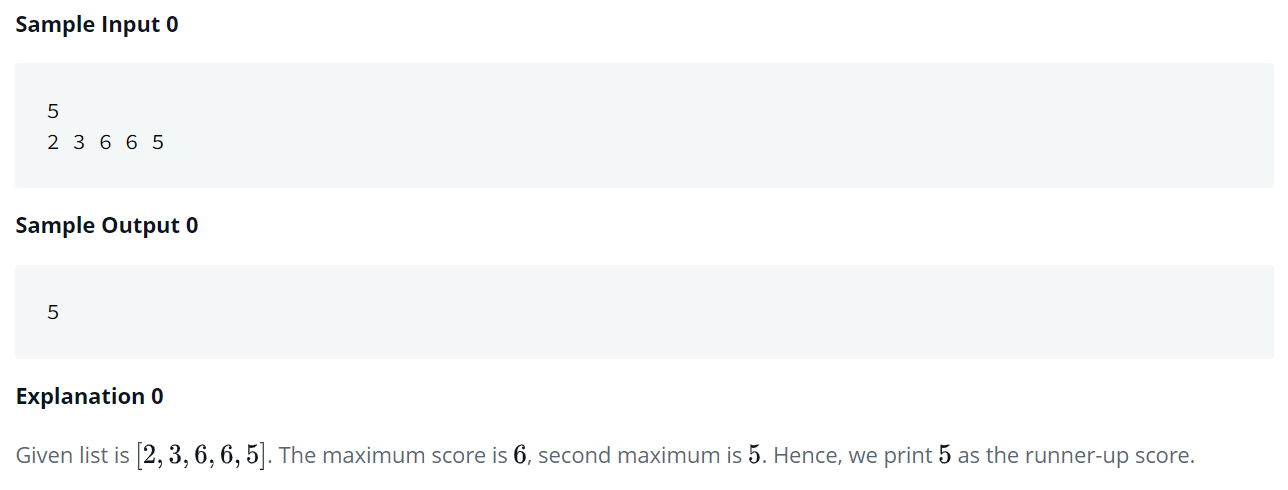 Sample Input 0
5
2 3 6 6 5
Sample Output 0
5
Explanation 0
Given list is [2, 3, 6, 6, 5]. The maximum score is 6, second maximum is 5. Hence, we print 5 as the runner-up score.